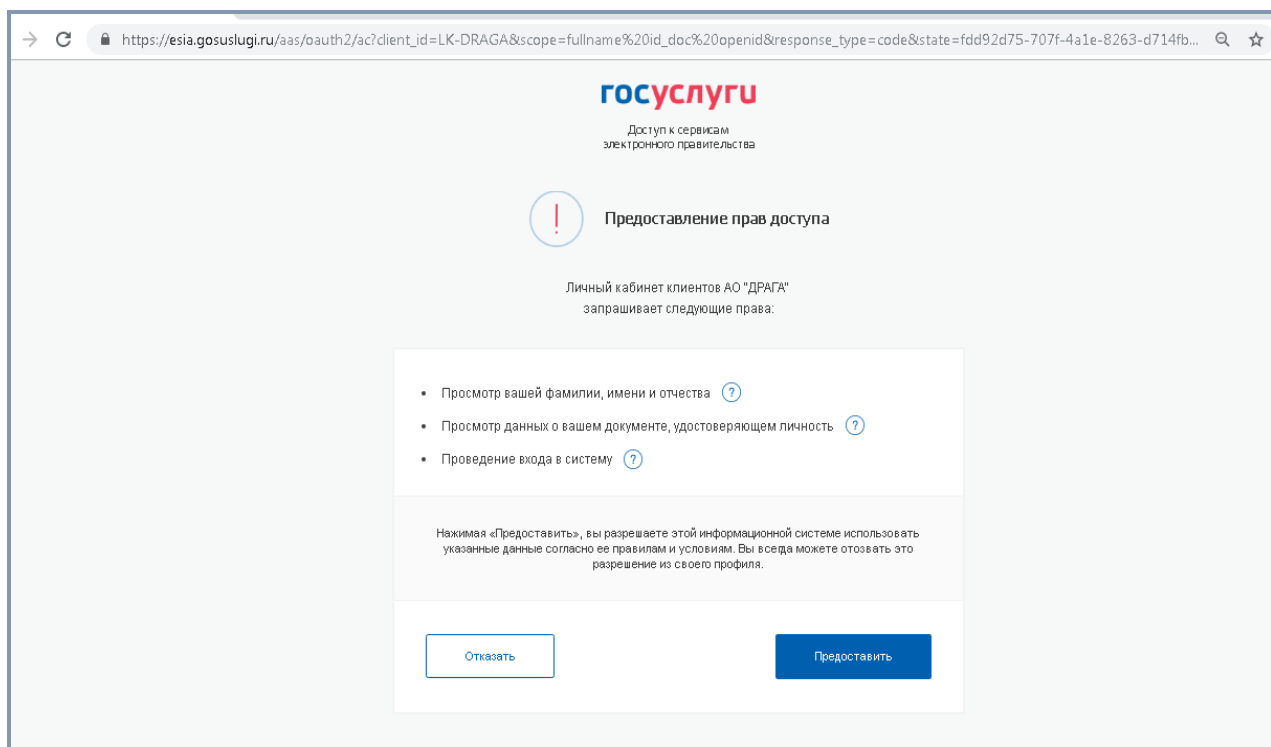 https://esia.gosuslugi.ru/aas/oauth2/ac?client_id=LK-DRAGA&scope=fullname%20id_doc%20openid&response_type=code&state=fdd92d75-707f-4a1e-8263-d714fb...
госуслуги
Доступ к сервисам
электронного правительства
Предоставление прав доступа
Личный кабинет клиентов АО "ДРАГА"
запрашивает следующие права:
• Просмотр вашей фамилии, имени и отчества ?
• Просмотр данных о вашем документе, удостоверяющем личность ?
• Проведение входа в систему ?
Нажимая «Предоставить», вы разрешаете этой информационной системе использовать
указанные данные согласно ее правилам и условиям. Вы всегда можете отозвать это
разрешение из своего профиля.
Отказать
Предоставить